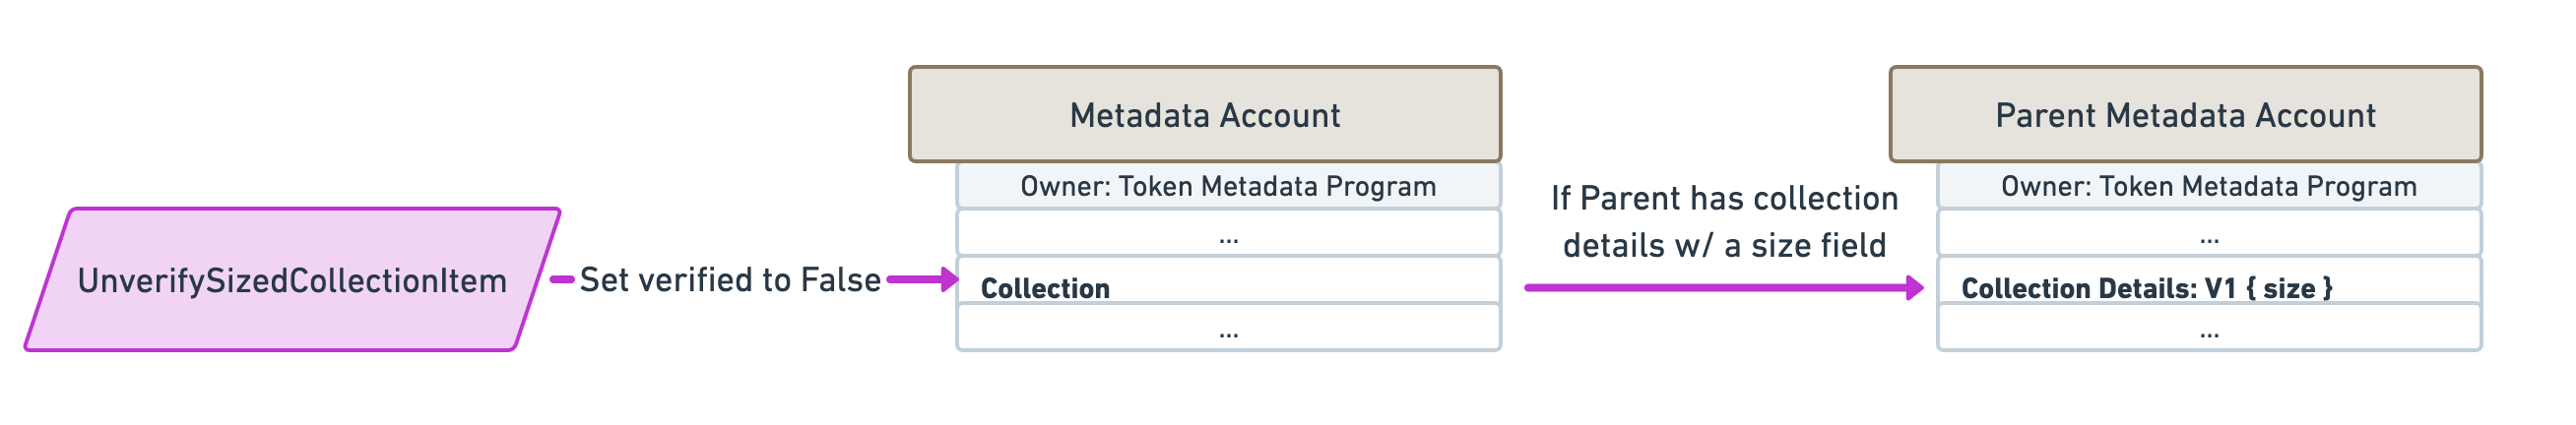 UnverifySizedCollectionItem
Set verified to False
Metadata Account
Owner: Token Metadata Program
...
Collection
...
If Parent has collection
details w/ a size field
Parent Metadata Account
Owner: Token Metadata Program
...
Collection Details: V1 { size }
...